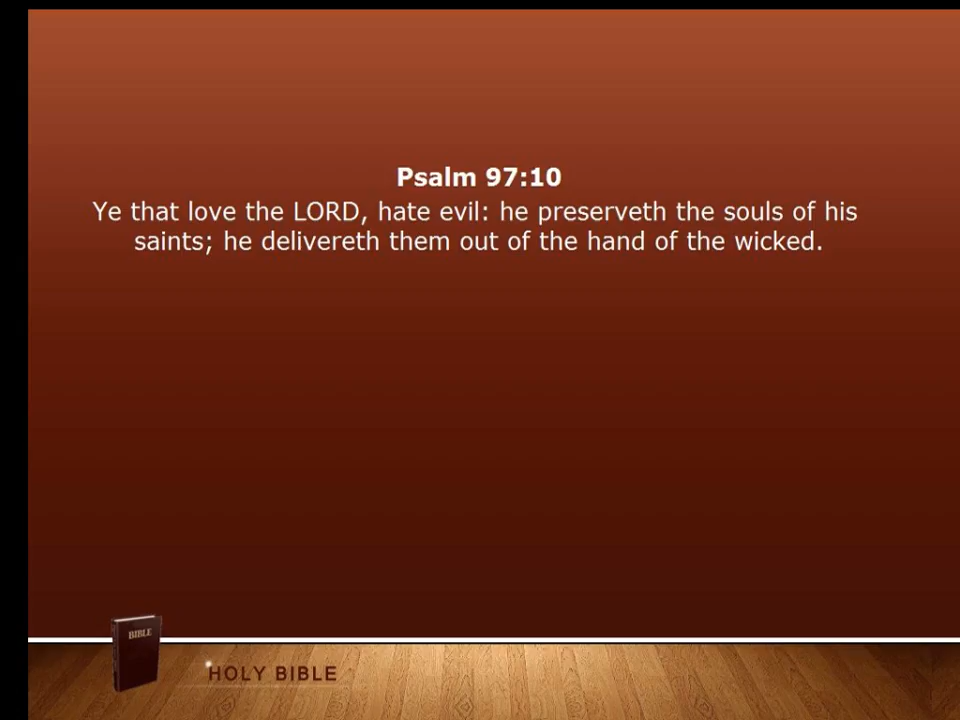 Psalm 97:10
Ye that love the LORD, hate evil: he preserveth the souls of his
saints; he delivereth them out of the hand of the wicked.
BIBLE
HOLY BIBLE